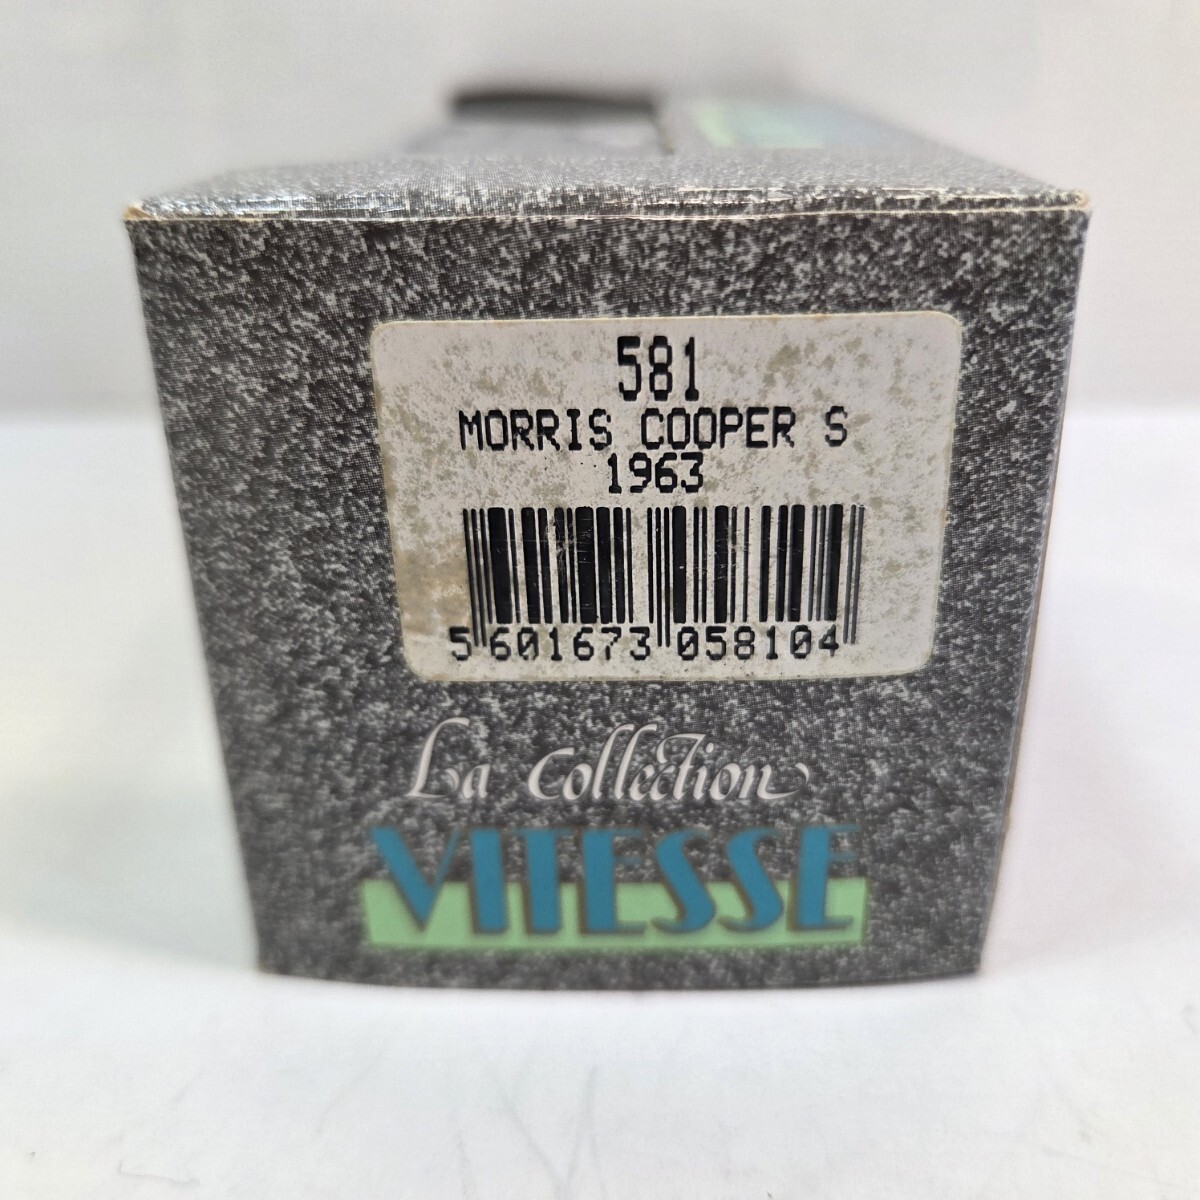 581
MORRIS COOPER S
1963
5 601673 058104
La Collection
VITESSE